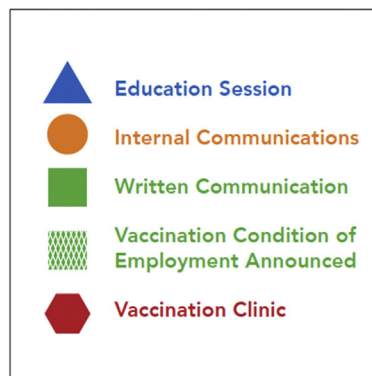 Education Session
Internal Communications
Written Communication
Vaccination Condition of
Employment Announced
Vaccination Clinic